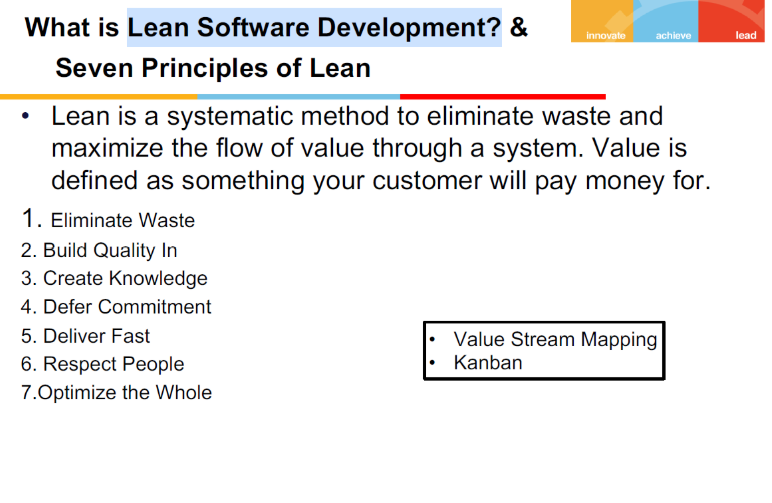 What is Lean Software Development? &
Seven Principles of Lean
innovate achieve lead
• Lean is a systematic method to eliminate waste and
maximize the flow of value through a system. Value is
defined as something your customer will pay money for.
1. Eliminate Waste
2. Build Quality In
3. Create Knowledge
4. Defer Commitment
5. Deliver Fast
6. Respect People
7.Optimize the Whole
• Value Stream Mapping
• Kanban